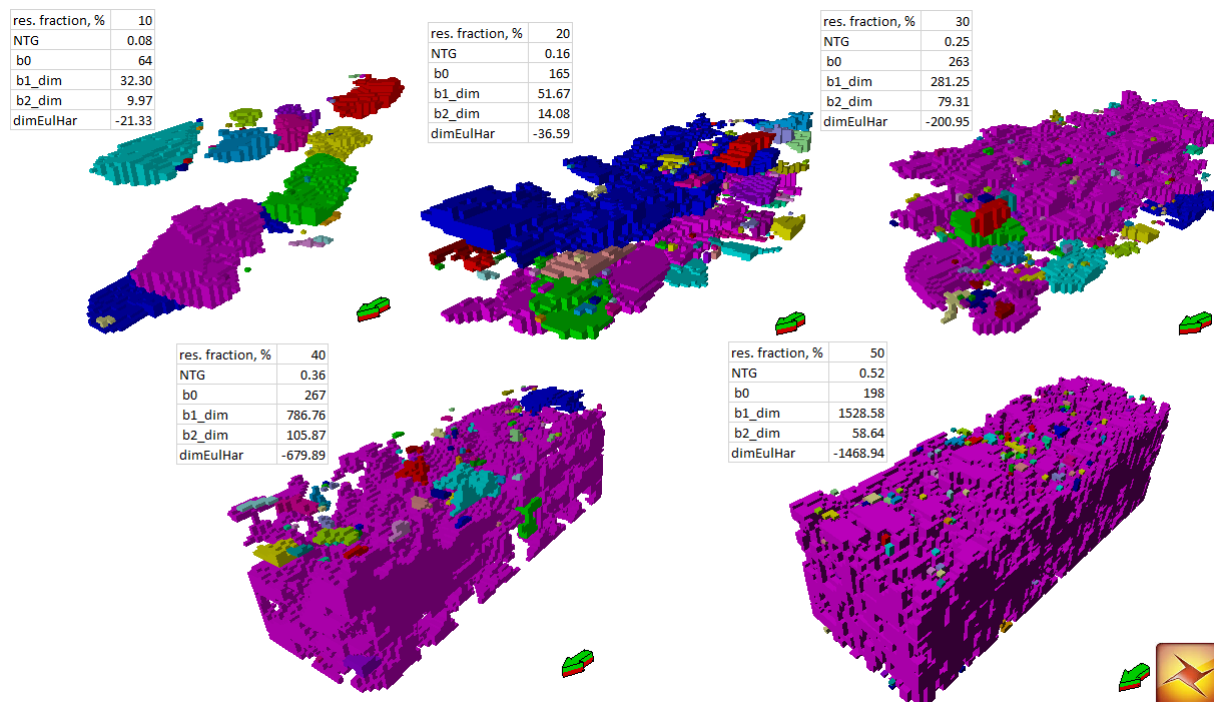 res. fraction, % 10
NTG 0.08
b0 64
b1_dim 32.30
b2_dim 9.97
dimEulHar -21.33
res. fraction, % 20
NTG 0.16
b0 165
b1_dim 51.67
b2_dim 14.08
dimEulHar -36.59
res. fraction, % 30
NTG 0.25
b0 263
b1_dim 281.25
b2_dim 79.31
dimEulHar -200.95
res. fraction, % 40
NTG 0.36
b0 267
b1_dim 786.76
b2_dim 105.87
dimEulHar -679.89
res. fraction, % 50
NTG 0.52
b0 198
b1_dim 1528.58
b2_dim 58.64
dimEulHar -1468.94